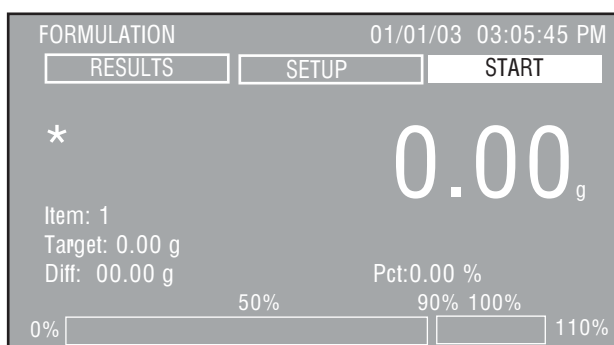 FORMULATION 01/01/03 03:05:45 PM
RESULTS SETUP START
* 0.00 g
Item: 1
Target: 0.00 g
Diff: 00.00 g Pct:0.00 %
50% 90% 100%
0% 110%